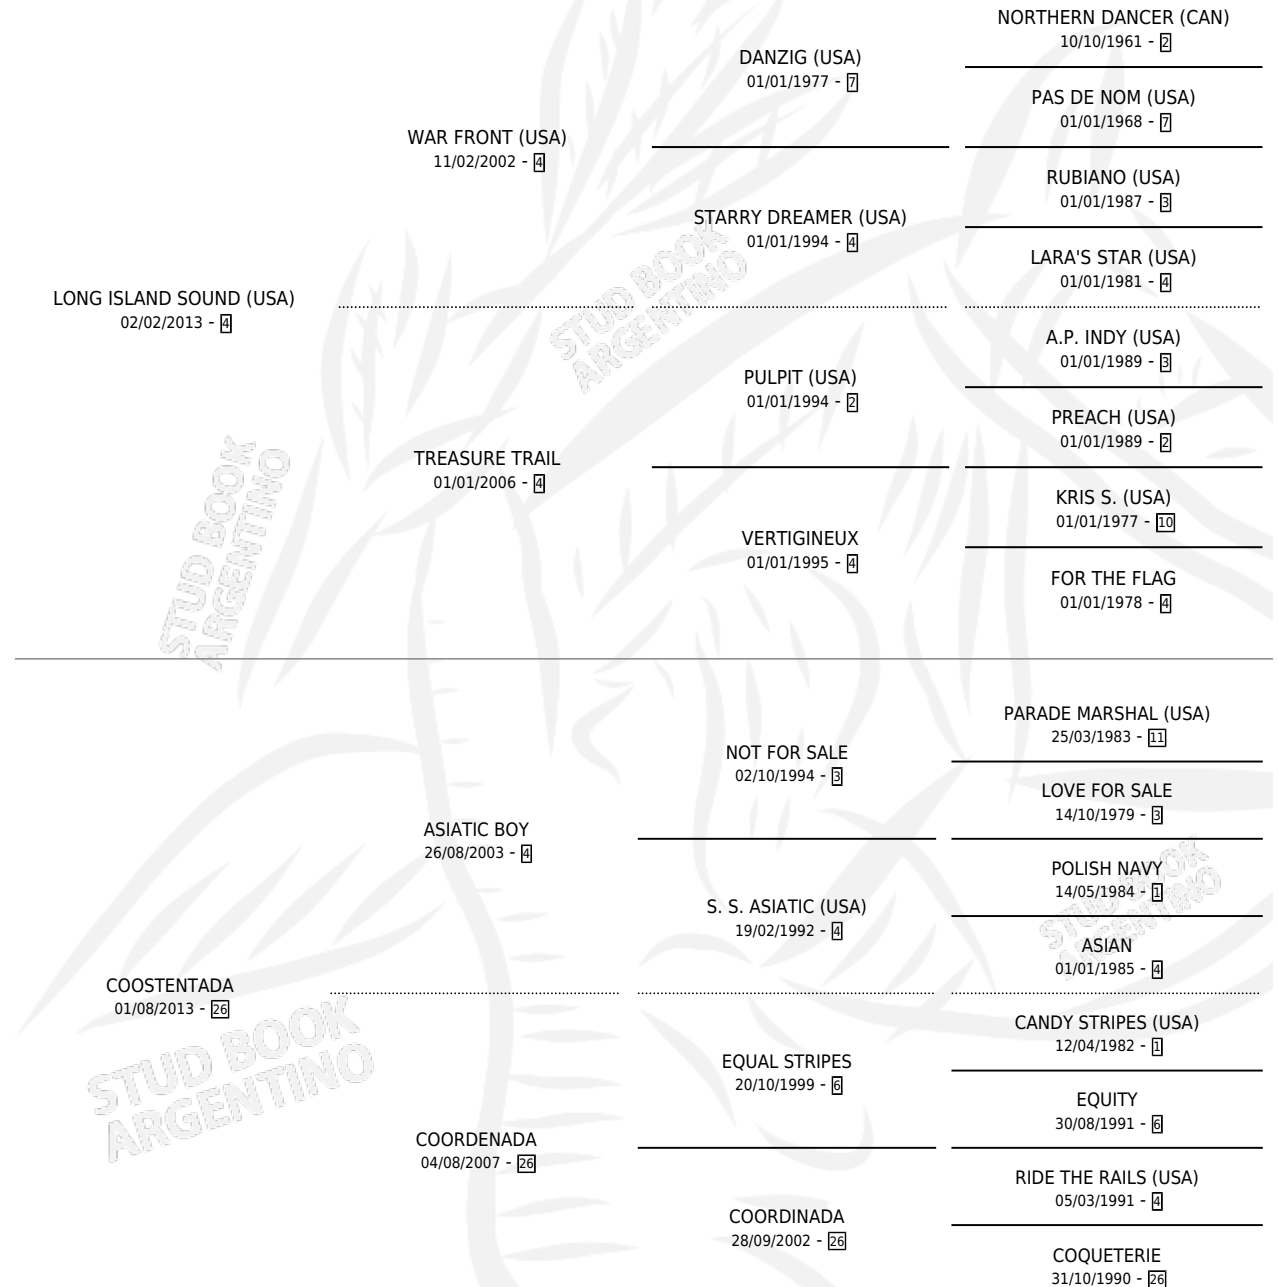 NORTHERN DANCER (CAN)
10/10/1961 - 2
DANZIG (USA)
01/01/1977 - 7
PAS DE NOM (USA)
01/01/1968 - 7
WAR FRONT (USA)
11/02/2002 - 4
RUBIANO (USA)
01/01/1987 - 3
STARRY DREAMER (USA)
01/01/1994 - 4
LARA'S STAR (USA)
01/01/1981 - 4
LONG ISLAND SOUND (USA)
02/02/2013 - 4
A.P. INDY (USA)
01/01/1989 - 3
PULPIT (USA)
01/01/1994 - 2
PREACH (USA)
01/01/1989 - 2
TREASURE TRAIL
01/01/2006 - 4
KRIS S. (USA)
01/01/1977 - 10
VERTIGINEUX
01/01/1995 - 4
FOR THE FLAG
01/01/1978 - 4
STUD BOOK
ARGENTINO
STUD BOOK
ARGENTINO
PARADE MARSHAL (USA)
25/03/1983 - 11
NOT FOR SALE
02/10/1994 - 3
LOVE FOR SALE
14/10/1979 - 3
ASIATIC BOY
26/08/2003 - 4
POLISH NAVY
14/05/1984 - 1
S. S. ASIATIC (USA)
19/02/1992 - 4
ASIAN
01/01/1985 - 4
STUD BOOK
ARGENTINO
COOSTENTADA
01/08/2013 - 26
CANDY STRIPES (USA)
12/04/1982 - 1
EQUAL STRIPES
20/10/1999 - 6
EQUITY
30/08/1991 - 6
STUD BOOK
ARGENTINO
COORDENADA
04/08/2007 - 26
RIDE THE RAILS (USA)
05/03/1991 - 4
COORDINADA
28/09/2002 - 26
COQUETERIE
31/10/1990 - 26